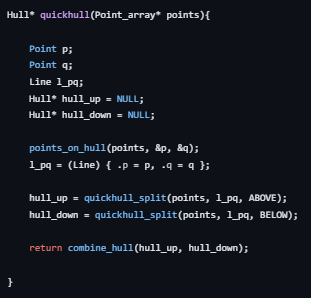 Hull* quickhull(Point_array* points){
Point p;
Point q;
Line l_pq;
Hull* hull_up = NULL;
Hull* hull_down = NULL;
points_on_hull(points, &p, &q);
l_pq = (Line) { .p = p, .q = q };
hull_up = quickhull_split(points, l_pq, ABOVE);
hull_down = quickhull_split(points, l_pq, BELOW);
return combine_hull(hull_up, hull_down);
}